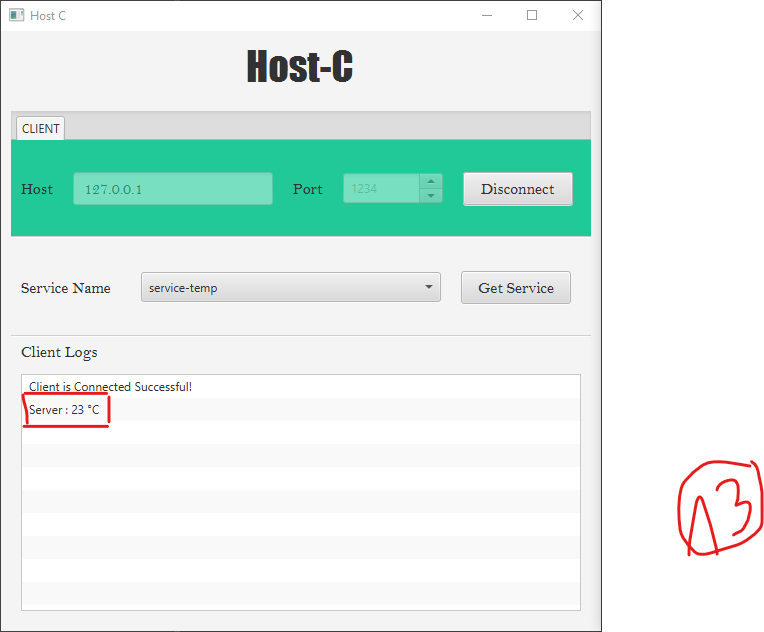 Host C
Host-C
CLIENT
Host 127.0.0.1 Port 1234 Disconnect
Service Name service-temp Get Service
Client Logs
Client is Connected Successful!
Server : 23 °C